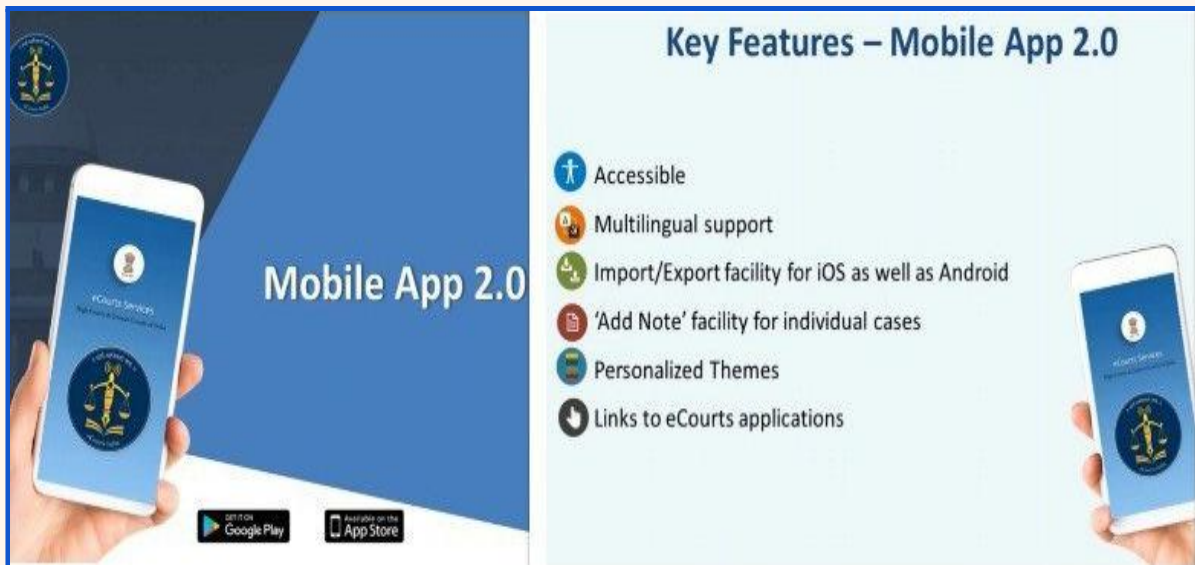 Mobile App 2.0
eCourts Services
GET IT ON
Google Play
Available on the
App Store
Key Features – Mobile App 2.0
Accessible
Multilingual support
Import/Export facility for iOS as well as Android
'Add Note' facility for individual cases
Personalized Themes
Links to eCourts applications
eCourts Services